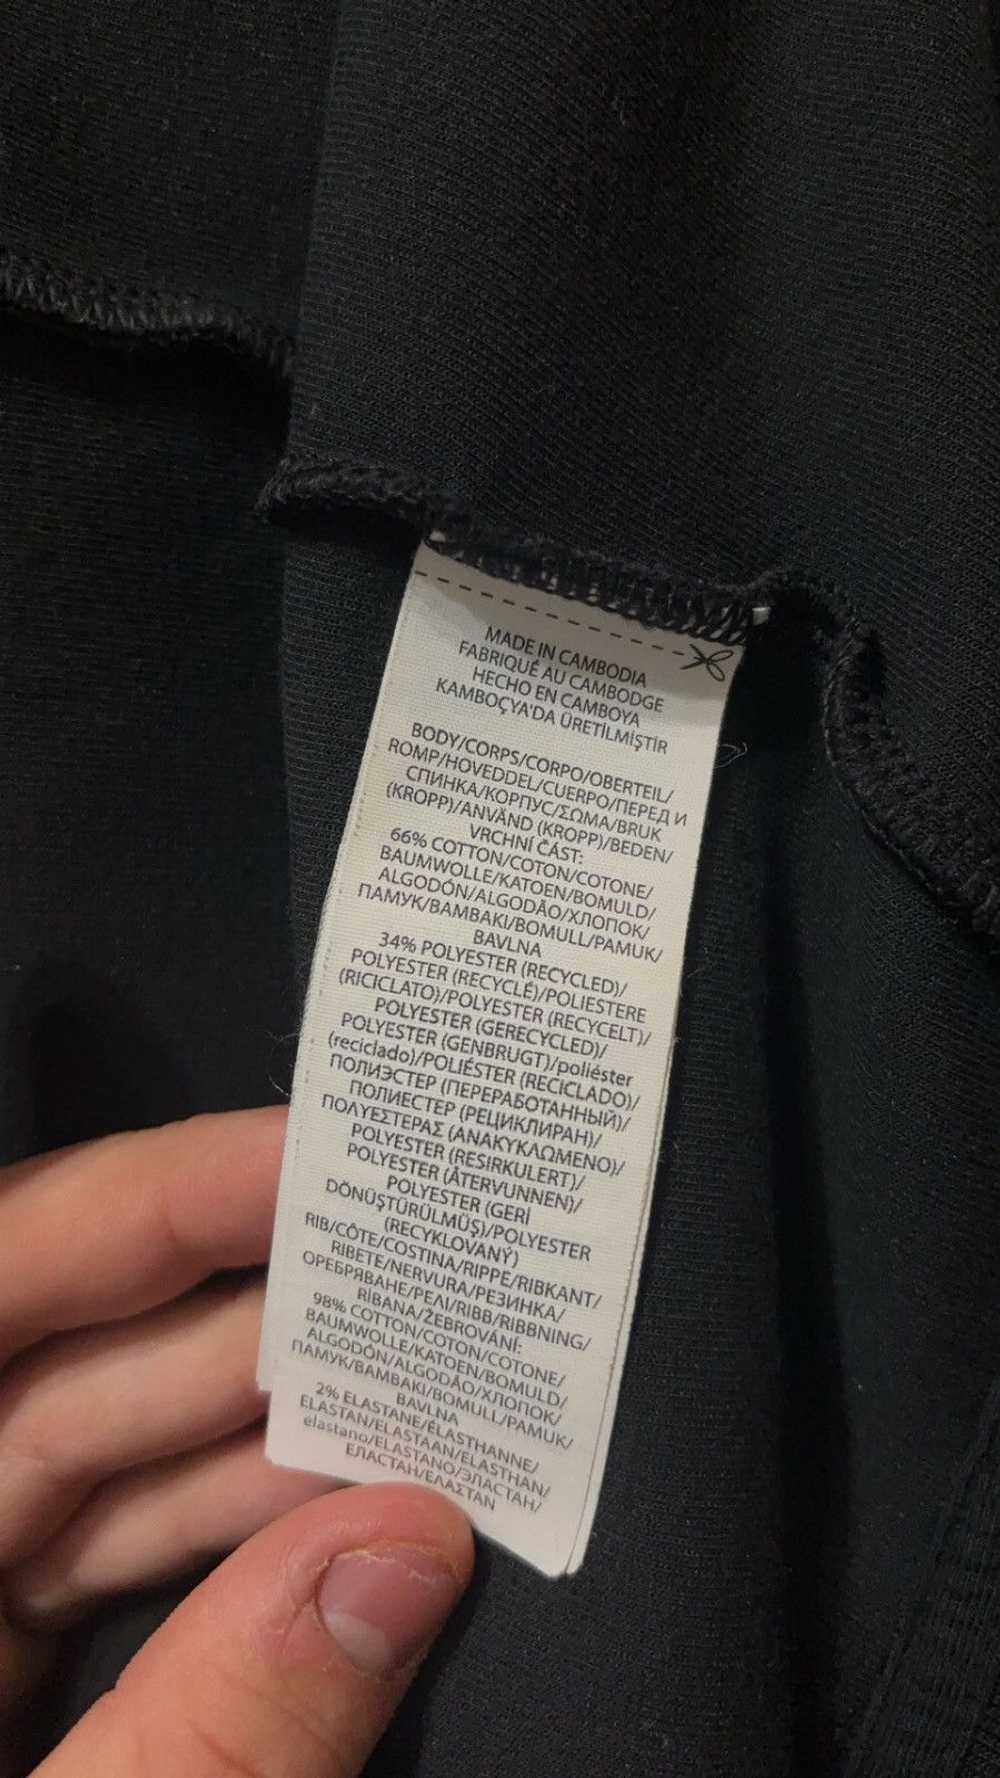 MADE IN CAMBODIA
FABRIQUÉ AU CAMBODGE
HECHO EN CAMBOYA
KAMBOÇYA'DA ÜRETİLMİŞTİR
BODY/CORPS/CORPO/OBERTEIL/
ROMP/HOVEDDEL/CUERPO/ПЕРЕД И
СПИНКА/КОРПУС/ΣΩΜΑ/BRUK
(KROPP)/ANVÄND (KROPP)/BEDEN/
VRCHNÍ ČÁST:
66% COTTON/COTON/COTONE/
BAUMWOLLE/KATOEN/BOMULD/
ALGODÓN/ALGODÃO/ХЛОПОК/
ПАМУК/ΒΑΜΒΑΚΙ/BOMULL/PAMUK/
BAVLNA
34% POLYESTER (RECYCLED)/
POLYESTER (RECYCLÉ)/POLIESTERE
(RICICLATO)/POLYESTER (RECYCELT)/
POLYESTER (GERECYCLED)/
POLYESTER (GENBRUGT)/poliéster
(reciclado)/POLIÉSTER (RECICLADO)/
ПОЛИЭСТЕР (ПЕРЕРАБОТАННЫЙ)/
ПОЛИЕСТЕР (РЕЦИКЛИРАН)/
ΠΟΛΥΕΣΤΕΡΑΣ (ΑΝΑΚΥΚΛΩΜΕΝΟ)/
POLYESTER (RESIRKULERT)/
POLYESTER (ÅTERVUNNEN)/
POLYESTER (GERİ
DÖNÜŞTÜRÜLMÜŞ)/POLYESTER
(RECYKLOVANÝ)
RIB/CÔTE/COSTINA/RIPPE/RIBKANT/
RIBETE/NERVURA/РЕЗИНКА/
ОРЕБРЯВАНЕ/ΡΕΛΙ/RIBB/RIBBNING/
RİBANA/ŽEBROVÁNÍ:
98% COTTON/COTON/COTONE/
BAUMWOLLE/KATOEN/BOMULD/
ALGODÓN/ALGODÃO/ХЛОПОК/
ПАМУК/ΒΑΜΒΑΚΙ/BOMULL/PAMUK/
BAVLNA
2% ELASTANE/ÉLASTHANNE/
ELASTAN/ELASTAAN/ELASTHAN/
elastano/ELASTANO/ЭЛАСТАН/
ЕЛАСТАН/ΕΛΑΣΤΑΝ